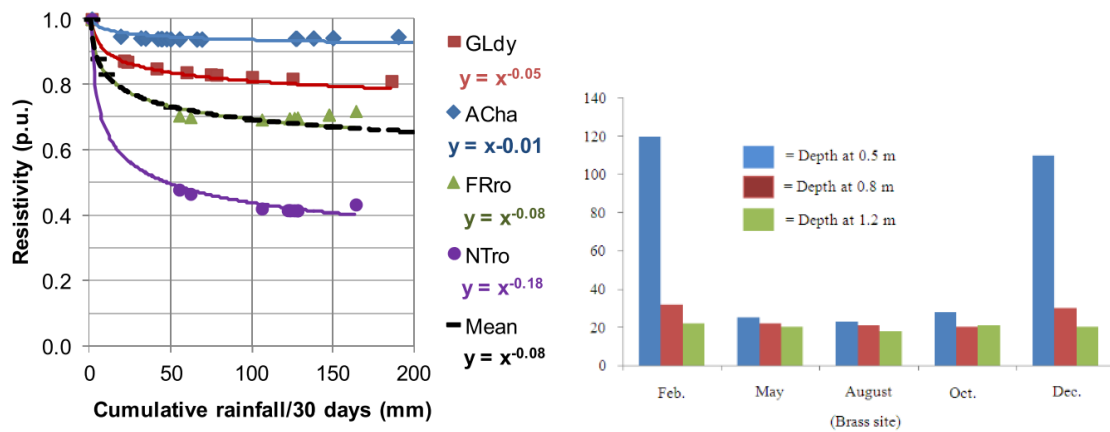 Resistivity (p.u.)
1.0
0.8
0.6
0.4
0.2
0.0
0 50 100 150 200
Cumulative rainfall/30 days (mm)
GLdy
y = x-0.05
ACha
y = x-0.01
FRro
y = x-0.08
NTro
y = x-0.18
Mean
y = x-0.08
140
120
100
80
60
40
20
0
= Depth at 0.5 m
= Depth at 0.8 m
= Depth at 1.2 m
Feb. May August Oct. Dec.
(Brass site)